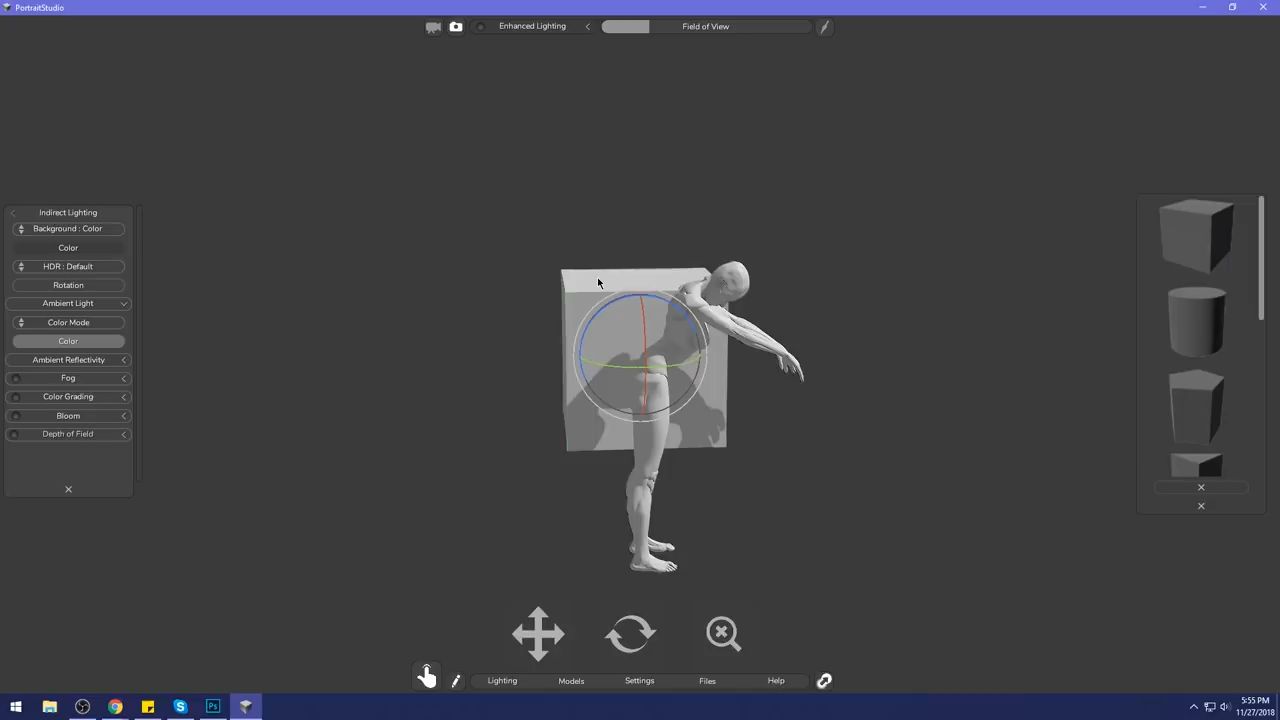 PortraitStudio
Enhanced Lighting
Field of View
Indirect Lighting
Background : Color
Color
HDR : Default
Rotation
Ambient Light
Color Mode
Color
Ambient Reflectivity
Fog
Color Grading
Bloom
Depth of Field
Lighting
Models
Settings
Files
Help
Ps
5:55 PM
11/27/2018